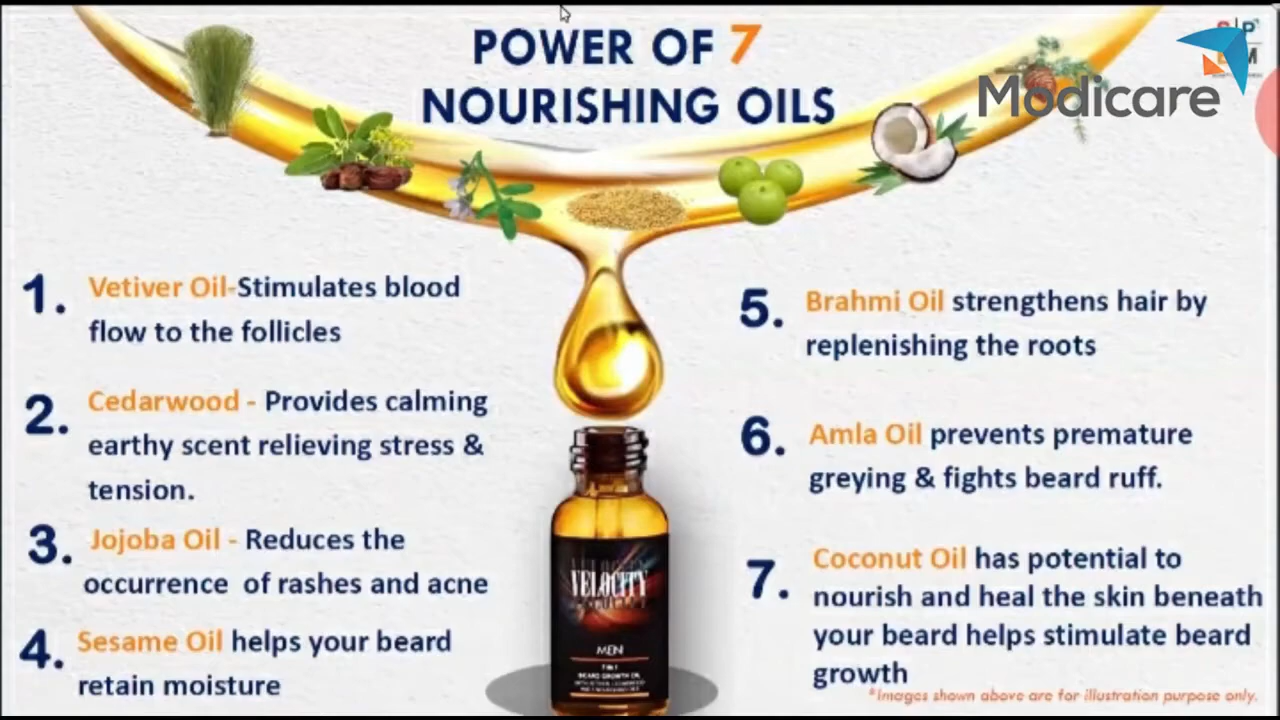 POWER OF 7
NOURISHING OILS
Modicare
1. Vetiver Oil-Stimulates blood
flow to the follicles
2. Cedarwood - Provides calming
earthy scent relieving stress &
tension.
3. Jojoba Oil - Reduces the
occurrence of rashes and acne
4. Sesame Oil helps your beard
retain moisture
5. Brahmi Oil strengthens hair by
replenishing the roots
6. Amla Oil prevents premature
greying & fights beard ruff.
7. Coconut Oil has potential to
nourish and heal the skin beneath
your beard helps stimulate beard
growth
VELOCITY
MEN
BEARD GROWTH OIL
*Images shown above are for illustration purpose only.